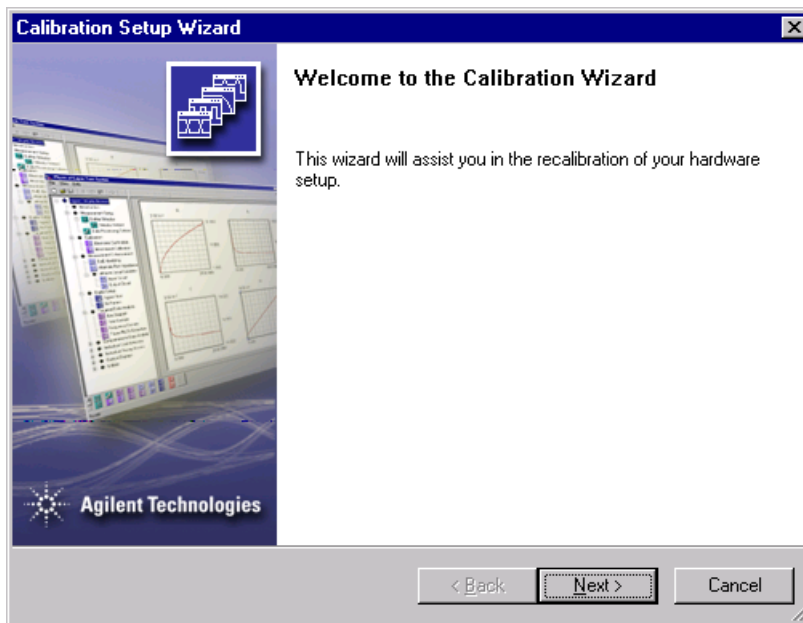 Calibration Setup Wizard
Welcome to the Calibration Wizard
This wizard will assist you in the recalibration of your hardware
setup.
Agilent Technologies
< Back
Next >
Cancel